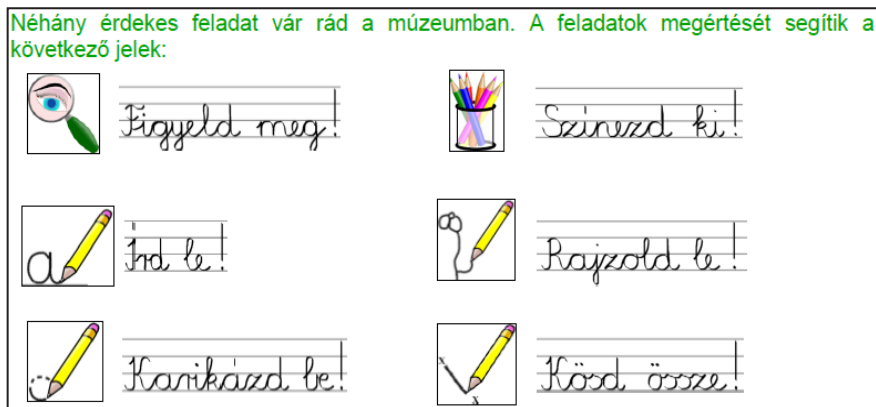 Néhány érdekes feladat vár rád a múzeumban. A feladatok megértését segítik a
következő jelek:
Figyeld meg!
Színezd ki!
a
Írd le!
Rajzold le!
Karikázd be!
x
x
Kösd össze!